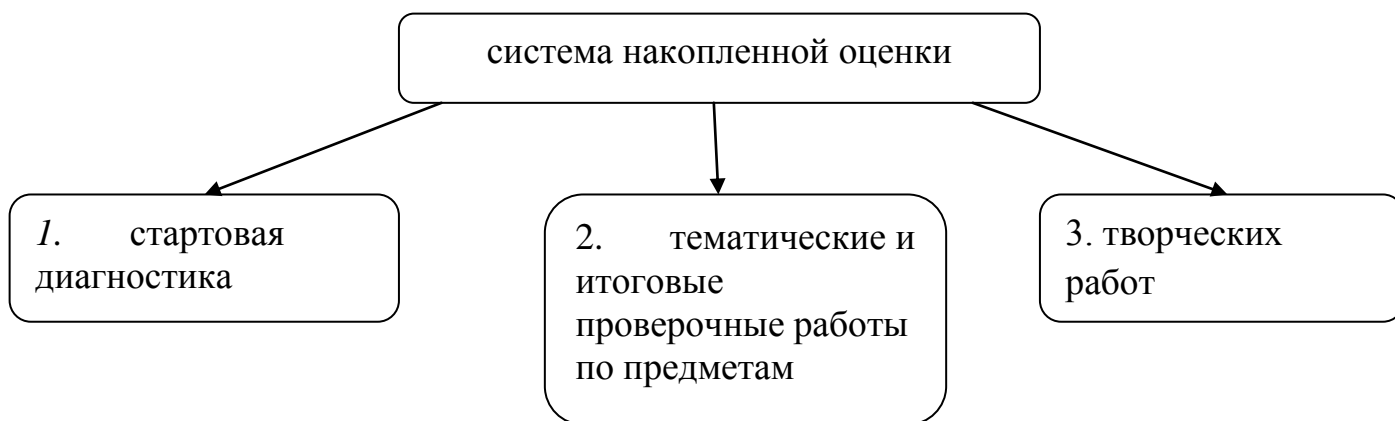 система накопленной оценки
1. стартовая
диагностика
2. тематические и
итоговые
проверочные работы
по предметам
3. творческих
работ